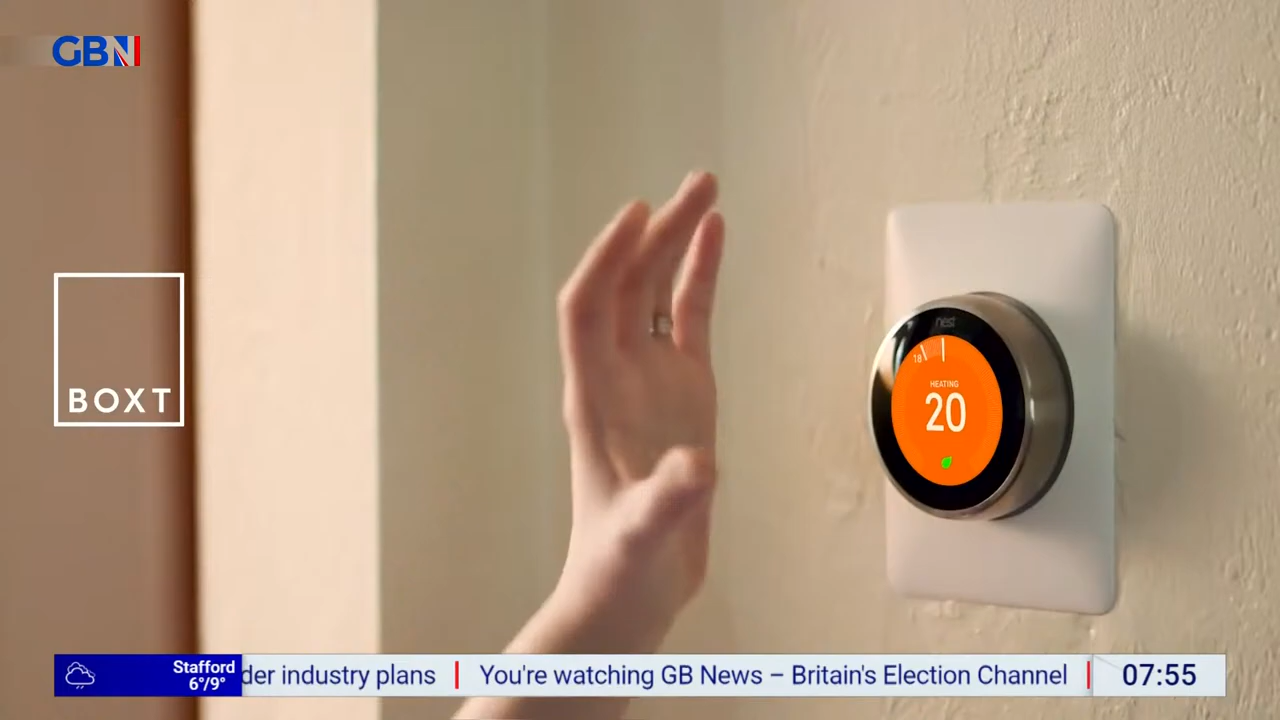 GBN
nest
18
HEATING
20
BOXT
Stafford
6°/9°
der industry plans | You're watching GB News – Britain's Election Channel |
07:55